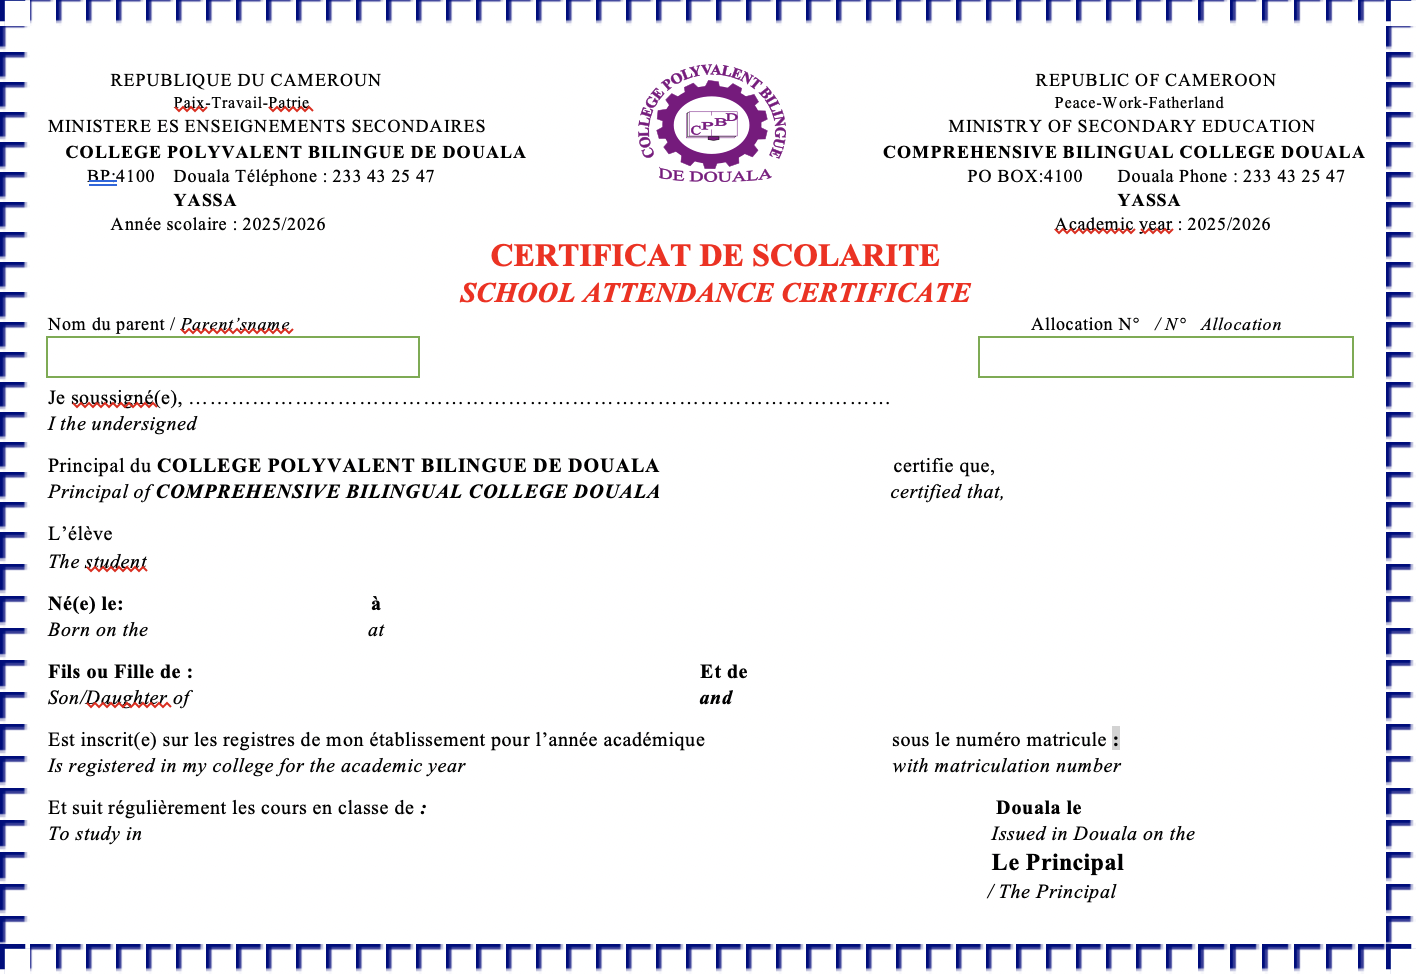 REPUBLIQUE DU CAMEROUN
Paix-Travail-Patrie
MINISTERE ES ENSEIGNEMENTS SECONDAIRES
COLLEGE POLYVALENT BILINGUE DE DOUALA
BP:4100 Douala Téléphone : 233 43 25 47
YASSA
Année scolaire : 2025/2026
COLLEGE POLYVALENT BILINGUE
CPBD
DE DOUALA
REPUBLIC OF CAMEROON
Peace-Work-Fatherland
MINISTRY OF SECONDARY EDUCATION
COMPREHENSIVE BILINGUAL COLLEGE DOUALA
PO BOX:4100 Douala Phone : 233 43 25 47
YASSA
Academic year : 2025/2026
CERTIFICAT DE SCOLARITE
SCHOOL ATTENDANCE CERTIFICATE
Nom du parent / Parent’sname Allocation N° / N° Allocation
Je soussigné(e), ……………………………………………………………………………………
I the undersigned
Principal du COLLEGE POLYVALENT BILINGUE DE DOUALA certifie que,
Principal of COMPREHENSIVE BILINGUAL COLLEGE DOUALA certified that,
L’élève
The student
Né(e) le: à
Born on the at
Fils ou Fille de : Et de
Son/Daughter of and
Est inscrit(e) sur les registres de mon établissement pour l’année académique sous le numéro matricule :
Is registered in my college for the academic year with matriculation number
Et suit régulièrement les cours en classe de : Douala le
To study in Issued in Douala on the
Le Principal
/ The Principal